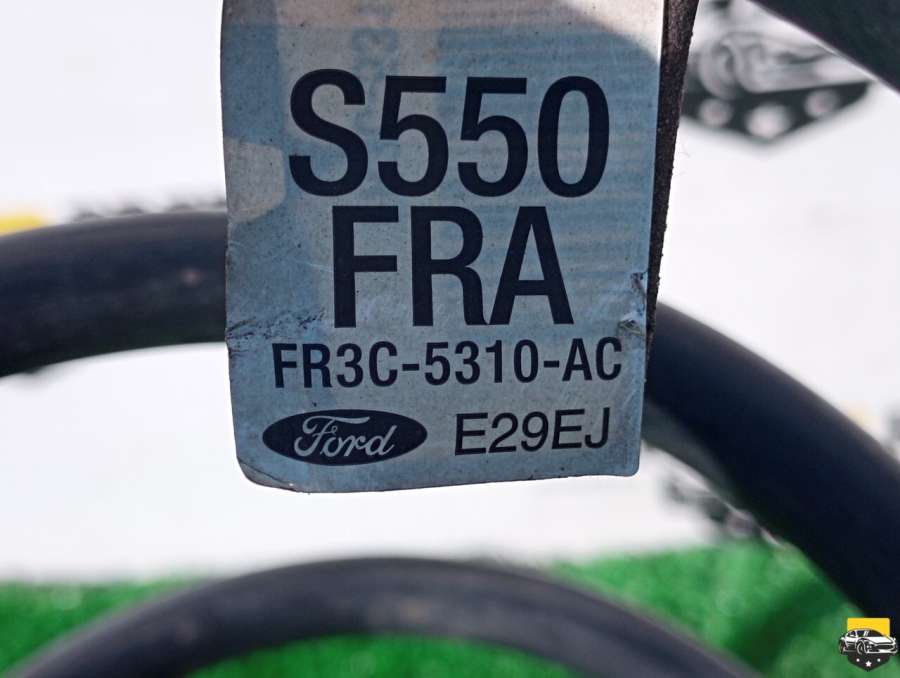 S550
FRA
FR3C-5310-AC
Ford E29EJ